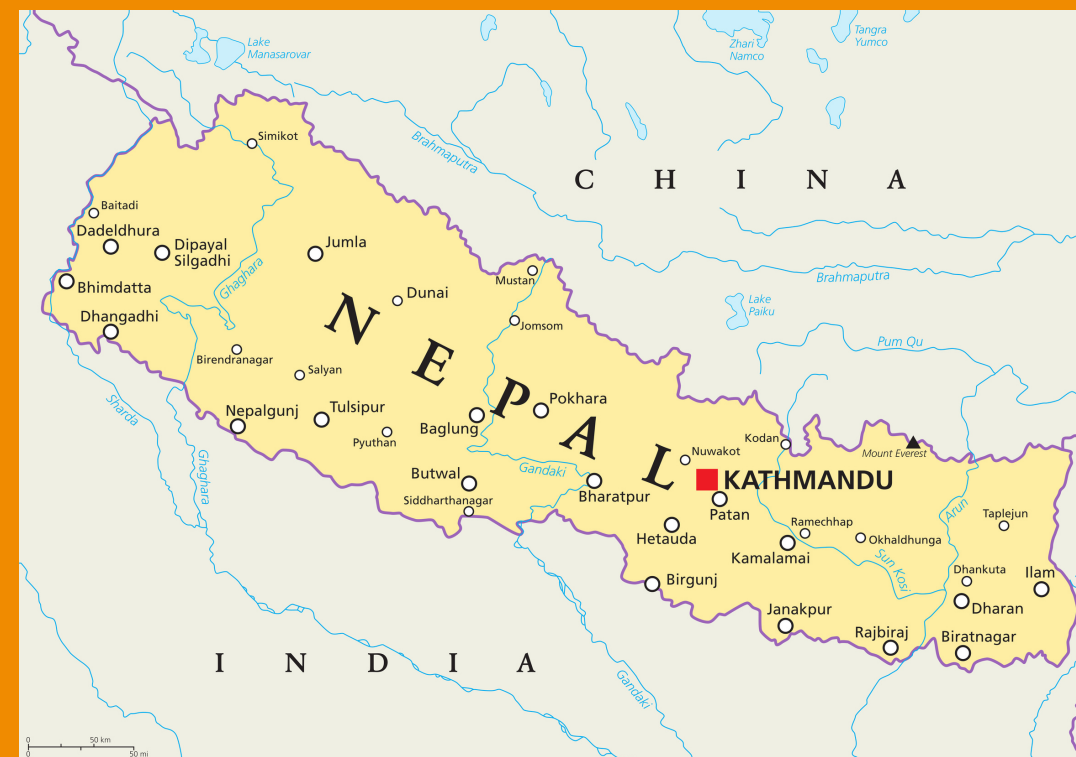 Lake
Manasarovar
Zhari
Namco
Tangra
Yumco
Simikot
Brahmaputra
C H I N A
Baitadi
Dadeldhura
Dipayal
Silgadhi
Jumla
Ghaghara
Bhimdatta
Mustan
Brahmaputra
Dunai
Lake
Paiku
Dhangadhi
Jomsom
Pum Qu
N E P A L
Birendranagar
Salyan
Sharda
Nepalgunj
Tulsipur
Pokhara
Baglung
Pyuthan
Kodan
Nuwakot
Mount Everest
Ghaghara
Butwal
Gandaki
KATHMANDU
Siddharthanagar
Bharatpur
Patan
Arun
Taplejun
Hetauda
Ramechhap
Okhaldhunga
Kamalamai
Sun Kosi
Dhankuta
Ilam
Birgunj
Janakpur
Dharan
Rajbiraj
Biratnagar
I N D I A
Gandaki
0 50 km
0 50 mi